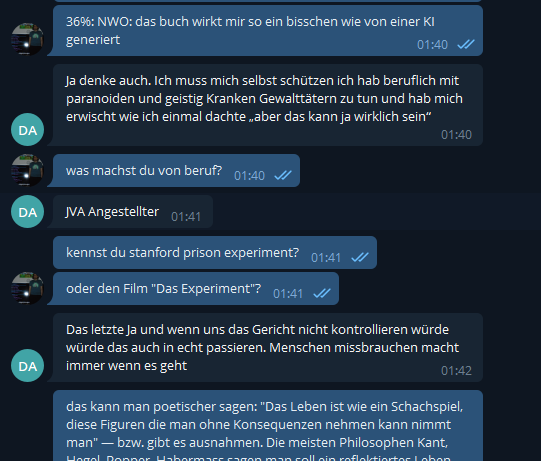 36%: NWO: das buch wirkt mir so ein bisschen wie von einer KI
generiert
01:40
Ja denke auch. Ich muss mich selbst schützen ich hab beruflich mit
paranoiden und geistig Kranken Gewalttätern zu tun und hab mich
erwischt wie ich einmal dachte „aber das kann ja wirklich sein“
01:40
DA
was machst du von beruf? 01:40
DA JVA Angestellter 01:41
kennst du stanford prison experiment? 01:41
oder den Film "Das Experiment"? 01:41
Das letzte Ja und wenn uns das Gericht nicht kontrollieren würde
würde das auch in echt passieren. Menschen missbrauchen macht
immer wenn es geht
01:42
DA
das kann man poetischer sagen: "Das Leben ist wie ein Schachspiel,
diese Figuren die man ohne Konsequenzen nehmen kann nimmt
man" — bzw. gibt es ausnahmen. Die meisten Philosophen Kant,
Hegel, Popper, Habermass sagen man soll ein reflektiertes Leben